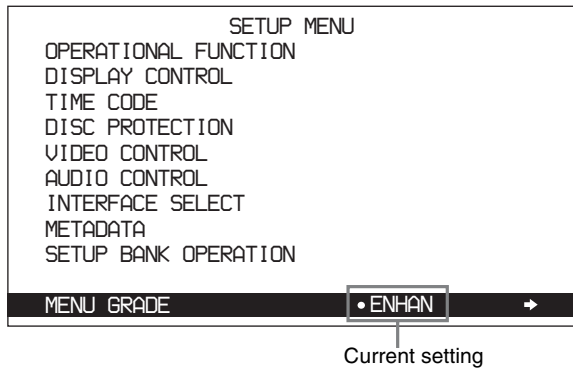 SETUP MENU
OPERATIONAL FUNCTION
DISPLAY CONTROL
TIME CODE
DISC PROTECTION
VIDEO CONTROL
AUDIO CONTROL
INTERFACE SELECT
METADATA
SETUP BANK OPERATION
MENU GRADE •ENHAN ➔
Current setting